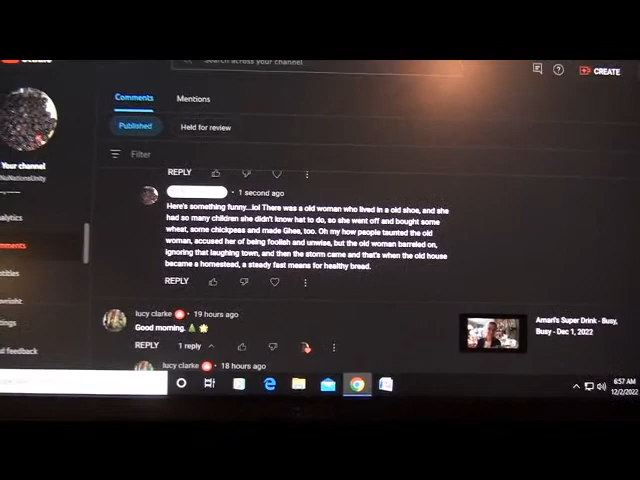 Search across your channel
CREATE
Comments
Mentions
Published
Held for review
Filter
Your channel
REPLY
1 second ago
Here's something funny...lol There was a old woman who lived in a old shoe, and she
had so many children she didn't know hat to do, so she went off and bought some
wheat, some chickpess and made Ghee, too. Oh my how people taunted the old
woman, accused her of being foolish and unwise, but the old woman barreled on,
ignoring that laughing town, and then the storm came and that's when the old house
became a homestead, a steady fast means for healthy bread.
REPLY
lucy clarke
19 hours ago
Good morning.
REPLY
1 reply
lucy clarke
18 hours ago
Amari's Super Drink - Busy,
Busy - Dec 1, 2022
6:57 AM
12/2/2022